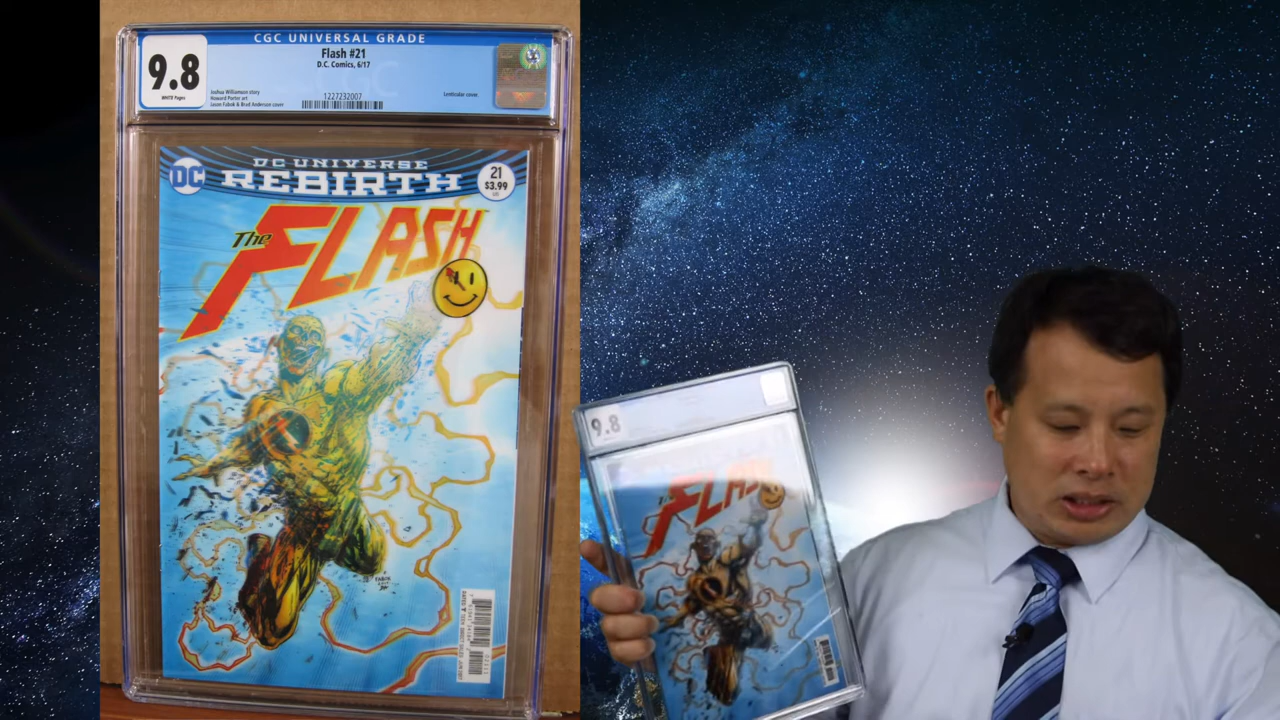 CGC UNIVERSAL GRADE
9.8
WHITE Pages
Flash #21
D.C. Comics, 6/17
Joshua Williamson story
Howard Porter art
Jason Fabok & Brad Anderson cover
1227232007
Lenticular cover.
DC
DC UNIVERSE
REBIRTH
21
$3.99
The
FLASH
FABOK
9.8
FLASH